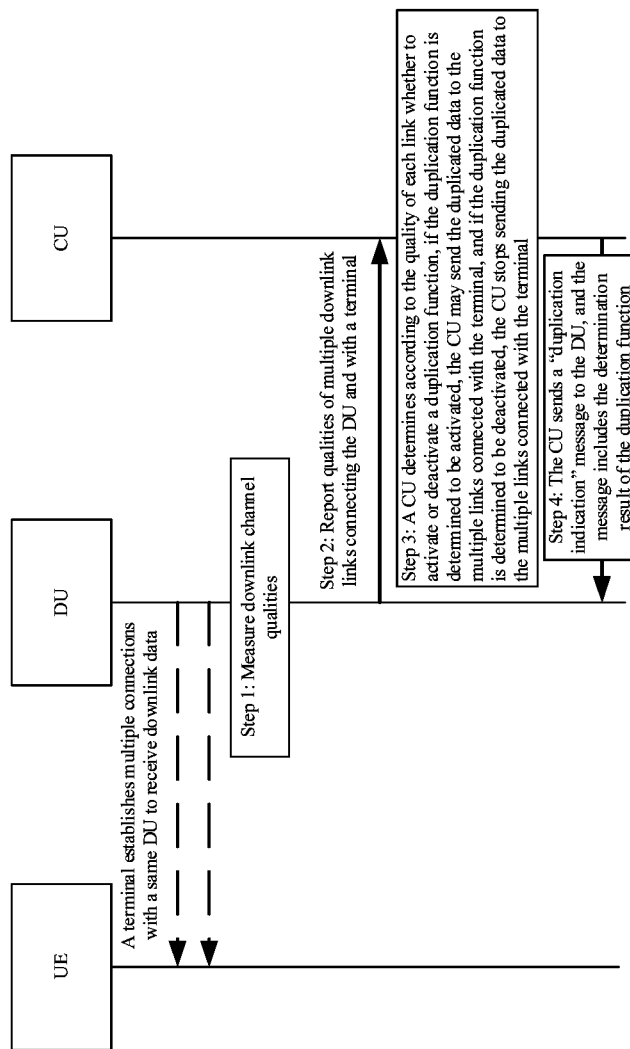 UE
DU
CU
A terminal establishes multiple connections
with a same DU to receive downlink data
Step 1: Measure downlink channel
qualities
Step 2: Report qualities of multiple downlink
links connecting the DU and with a terminal
Step 3: A CU determines according to the quality of each link whether to
activate or deactivate a duplication function, if the duplication function is
determined to be activated, the CU may send the duplicated data to the
multiple links connected with the terminal, and if the duplication function
is determined to be deactivated, the CU stops sending the duplicated data to
the multiple links connected with the terminal
Step 4: The CU sends a “duplication
indication” message to the DU, and the
message includes the determination
result of the duplication function